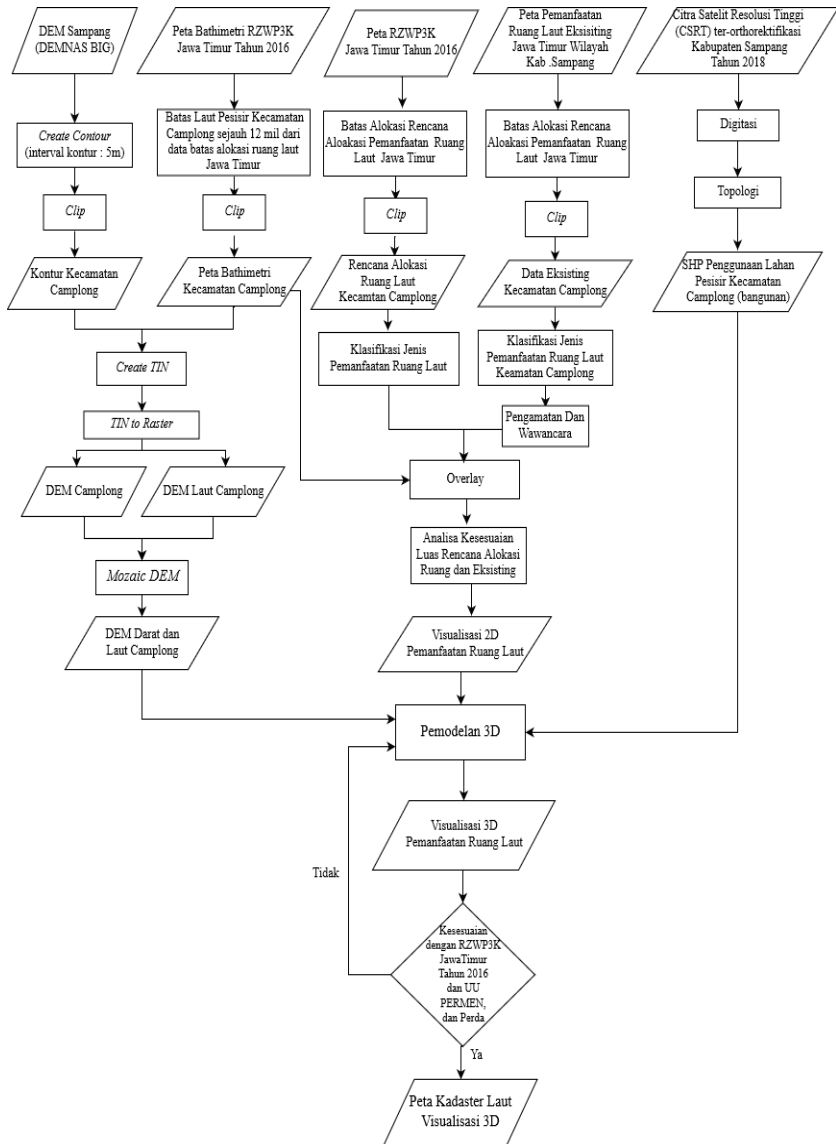 DEM Sampang
(DEMNAS BIG)
Peta Bathimetri RZWP3K
Jawa Timur Tahun 2016
Peta RZWP3K
Jawa Timur Tahun 2016
Peta Pemanfaatan
Ruang Laut Eksisiting
Jawa Timur Wilayah
Kab .Sampang
Citra Satelit Resolusi Tinggi
(CSRT) ter-orthorektifikasi
Kabupaten Sampang
Tahun 2018
Create Contour
(interval kontur : 5m)
Batas Laut Pesisir Kecamatan
Camplong sejauh 12 mil dari
data batas alokasi ruang laut
Jawa Timur
Batas Alokasi Rencana
Aloakasi Pemanfaatan Ruang
Laut Jawa Timur
Batas Alokasi Rencana
Aloakasi Pemanfaatan Ruang
Laut Jawa Timur
Digitasi
Topologi
Clip
Clip
Clip
Clip
Kontur Kecamatan
Camplong
Peta Bathimetri
Kecamatan Camplong
Rencana Alokasi
Ruang Laut
Kecamtan Camplong
Data Eksisting
Kecamatan Camplong
SHP Penggunaan Lahan
Pesisir Kecamatan
Camplong (bangunan)
Create TIN
Klasifikasi Jenis
Pemanfaatan Ruang Laut
Klasifikasi Jenis
Pemanfaatan Ruang Laut
Keamatan Camplong
TIN to Raster
Pengamatan Dan
Wawancara
DEM Camplong
DEM Laut Camplong
Overlay
Analisa Kesesuaian
Luas Rencana Alokasi
Ruang dan Eksisting
Mozaic DEM
DEM Darat dan
Laut Camplong
Visualisasi 2D
Pemanfaatan Ruang Laut
Pemodelan 3D
Visualisasi 3D
Pemanfaatan Ruang Laut
Tidak
Kesesuaian
dengan RZWP3K
JawaTimur
Tahun 2016
dan UU
PERMEN,
dan Perda
Ya
Peta Kadaster Laut
Visualisasi 3D